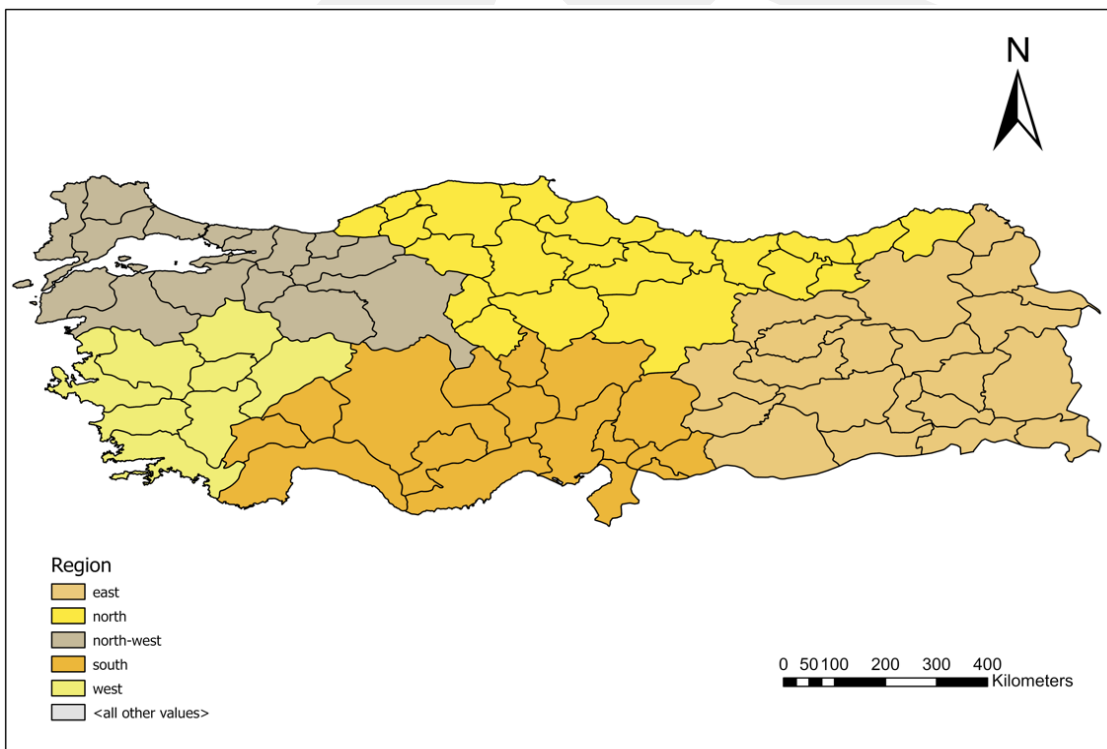 N
Region
east
north
north-west
south
west
<all other values>
0 50 100 200 300 400
Kilometers